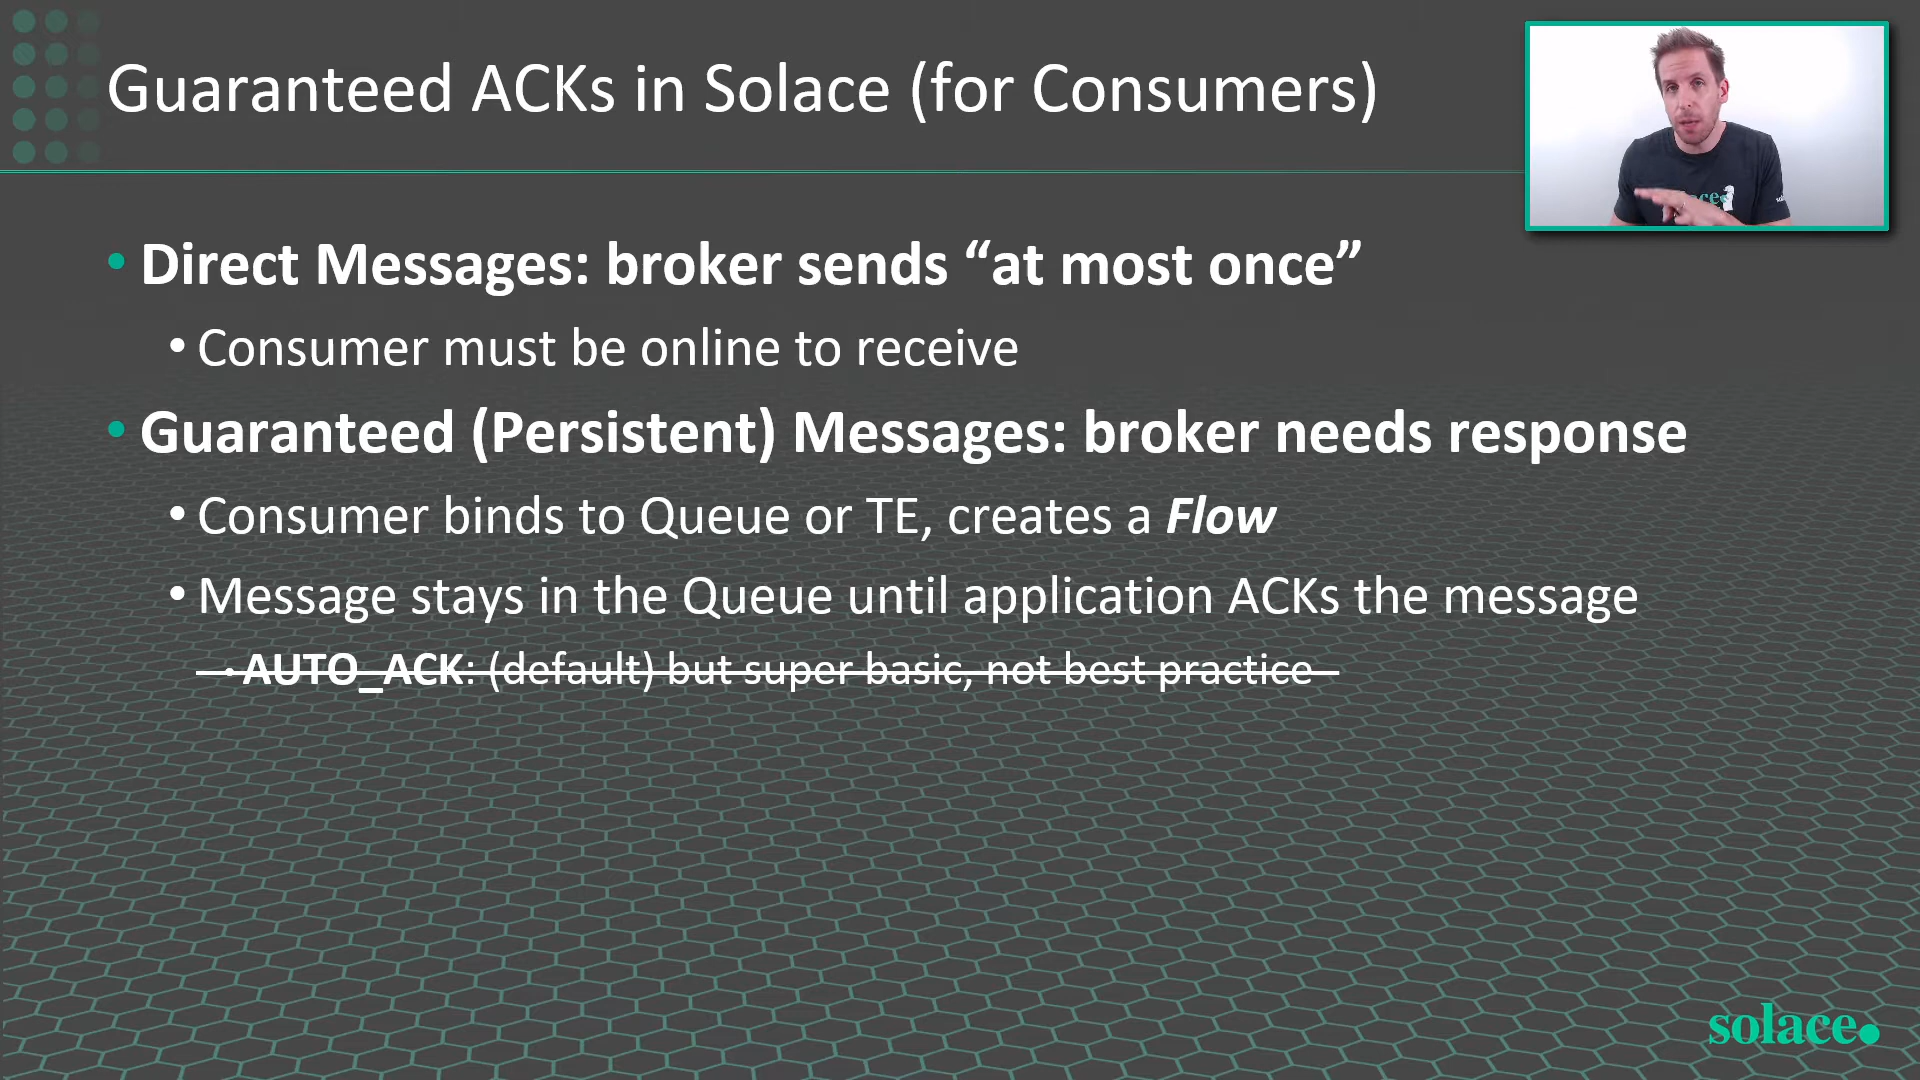 Guaranteed ACKs in Solace (for Consumers)
• Direct Messages: broker sends “at most once”
• Consumer must be online to receive
• Guaranteed (Persistent) Messages: broker needs response
• Consumer binds to Queue or TE, creates a Flow
• Message stays in the Queue until application ACKs the message
• AUTO_ACK: (default) but super basic, not best practice
solace.